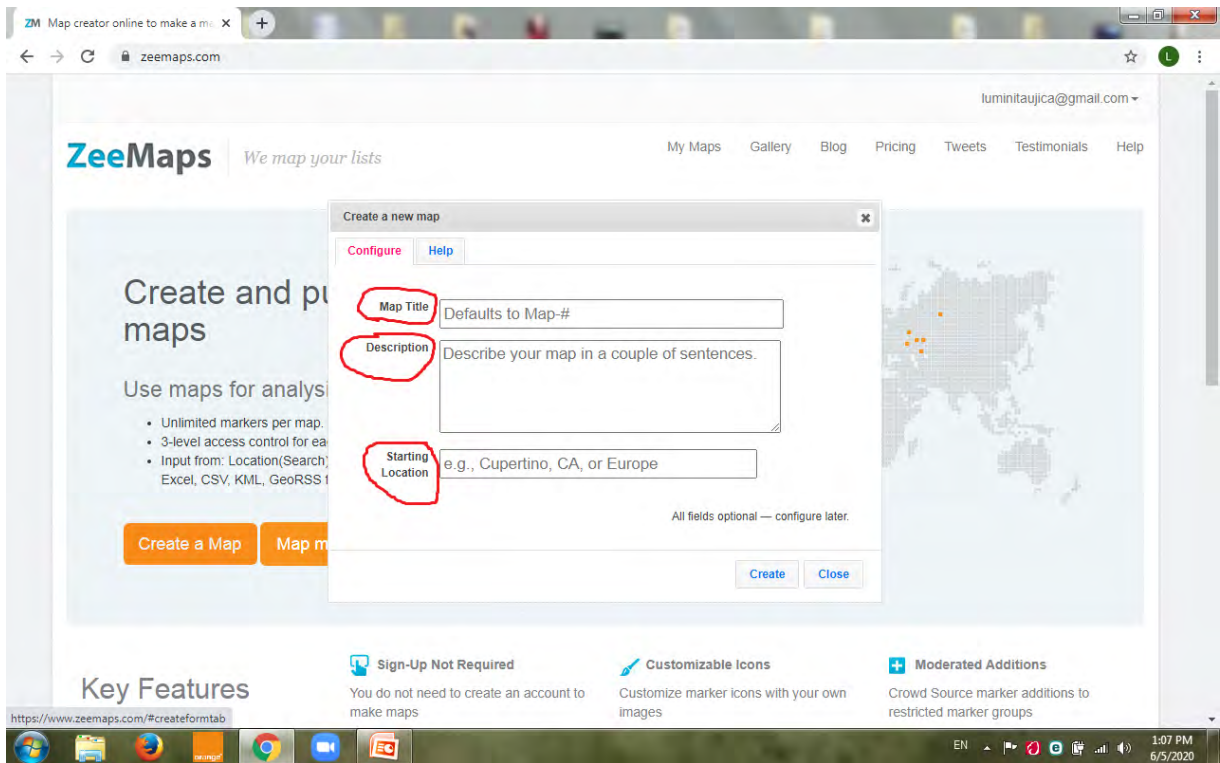 ZM Map creator online to make a ma
zeemaps.com
L
luminitaujica@gmail.com
ZeeMaps We map your lists
My Maps Gallery Blog Pricing Tweets Testimonials Help
Create a new map
Configure Help
Map Title
Defaults to Map-#
Description
Describe your map in a couple of sentences.
Starting
Location
e.g., Cupertino, CA, or Europe
All fields optional — configure later.
Create Close
Create and pu
maps
Use maps for analysi
• Unlimited markers per map.
• 3-level access control for ea
• Input from: Location(Search)
Excel, CSV, KML, GeoRSS
Create a Map Map m
Key Features
Sign-Up Not Required
You do not need to create an account to
make maps
Customizable Icons
Customize marker icons with your own
images
Moderated Additions
Crowd Source marker additions to
restricted marker groups
https://www.zeemaps.com/#createformtab
orange
EN
1:07 PM
6/5/2020